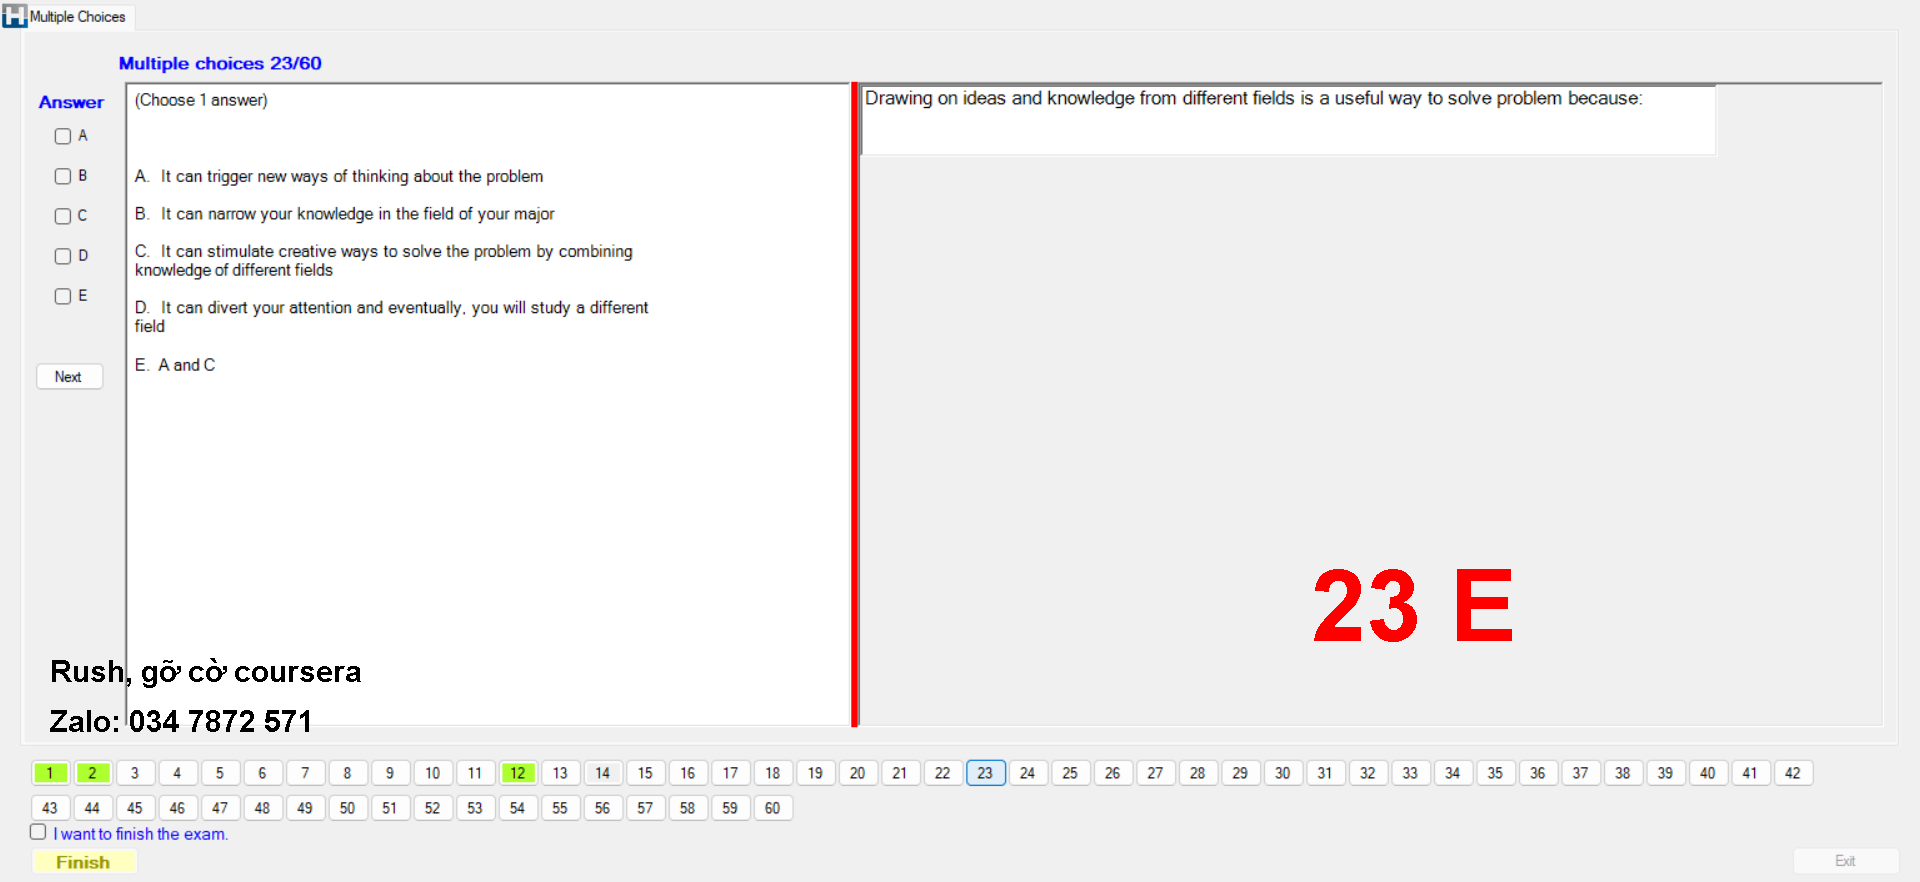 Multiple Choices
Multiple choices 23/60
Answer
A
B
C
D
E
Next
(Choose 1 answer)
A. It can trigger new ways of thinking about the problem
B. It can narrow your knowledge in the field of your major
C. It can stimulate creative ways to solve the problem by combining
knowledge of different fields
D. It can divert your attention and eventually, you will study a different
field
E. A and C
Drawing on ideas and knowledge from different fields is a useful way to solve problem because:
23 E
Rush, gỡ cờ coursera
Zalo: 034 7872 571
1 2 3 4 5 6 7 8 9 10 11 12 13 14 15 16 17 18 19 20 21 22 23 24 25 26 27 28 29 30 31 32 33 34 35 36 37 38 39 40 41 42
43 44 45 46 47 48 49 50 51 52 53 54 55 56 57 58 59 60
I want to finish the exam.
Finish
Exit